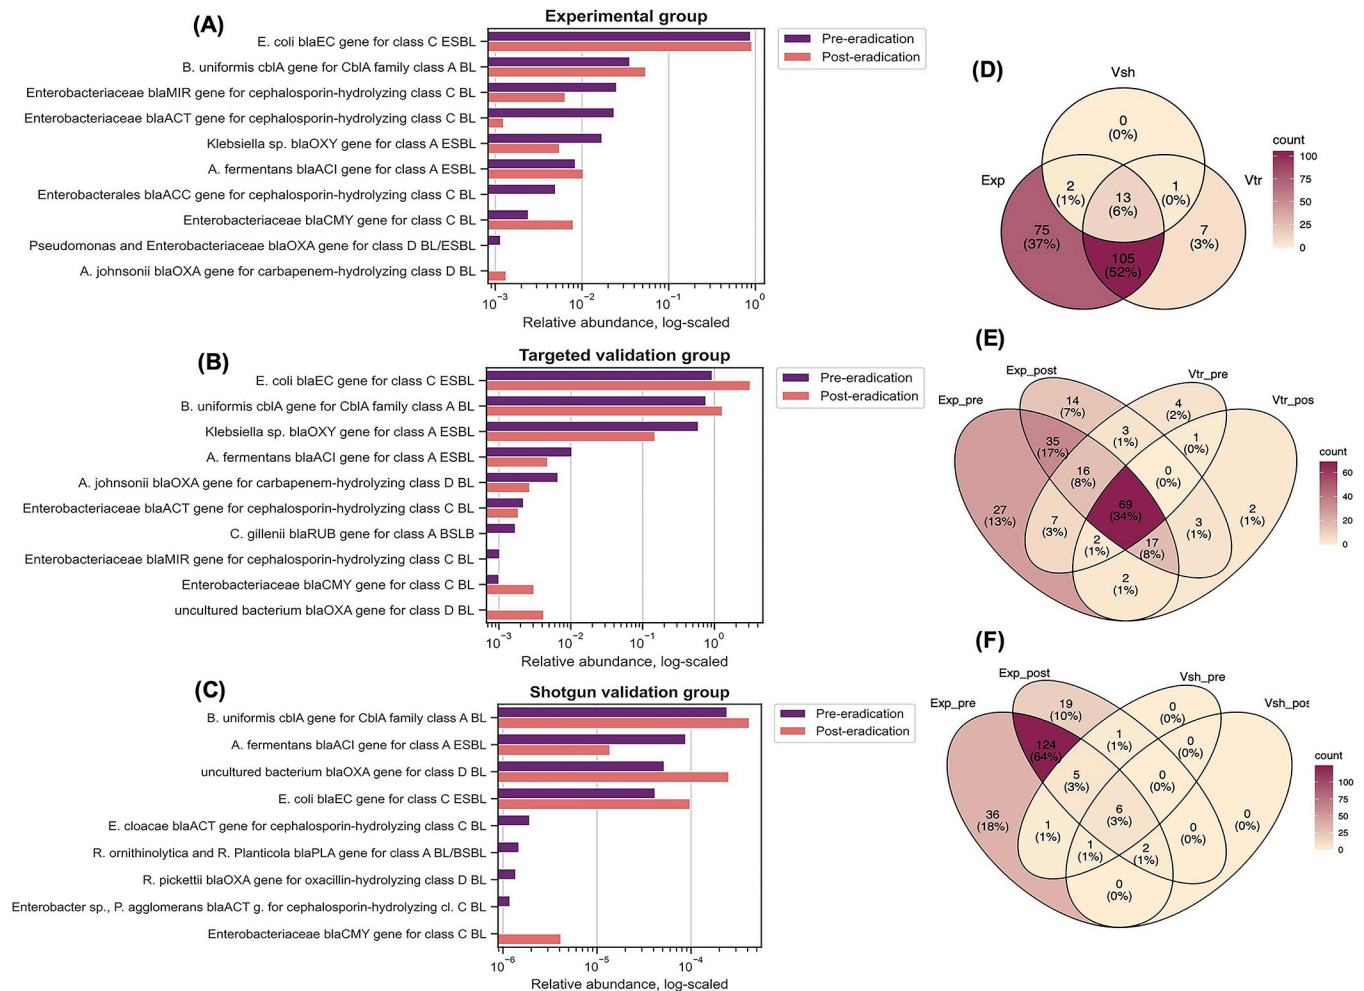 (A)
Experimental group
E. coli blaEC gene for class C ESBL
B. uniformis cblA gene for CblA family class A BL
Enterobacteriaceae blaMIR gene for cephalosporin-hydrolyzing class C BL
Enterobacteriaceae blaACT gene for cephalosporin-hydrolyzing class C BL
Klebsiella sp. blaOXY gene for class A ESBL
A. fermentans blaACI gene for class A ESBL
Enterobacterales blaACC gene for cephalosporin-hydrolyzing class C BL
Enterobacteriaceae blaCMY gene for class C BL
Pseudomonas and Enterobacteriaceae blaOXA gene for class D BL/ESBL
A. johnsonii blaOXA gene for carbapenem-hydrolyzing class D BL
10⁻³ 10⁻² 10⁻¹ 10⁰
Relative abundance, log-scaled
Pre-eradication
Post-eradication
(B)
Targeted validation group
E. coli blaEC gene for class C ESBL
B. uniformis cblA gene for CblA family class A BL
Klebsiella sp. blaOXY gene for class A ESBL
A. fermentans blaACI gene for class A ESBL
A. johnsonii blaOXA gene for carbapenem-hydrolyzing class D BL
Enterobacteriaceae blaACT gene for cephalosporin-hydrolyzing class C BL
C. gillenii blaRUB gene for class A BSLB
Enterobacteriaceae blaMIR gene for cephalosporin-hydrolyzing class C BL
Enterobacteriaceae blaCMY gene for class C BL
uncultured bacterium blaOXA gene for class D BL
10⁻³ 10⁻² 10⁻¹ 10⁰
Relative abundance, log-scaled
Pre-eradication
Post-eradication
(C)
Shotgun validation group
B. uniformis cblA gene for CblA family class A BL
A. fermentans blaACI gene for class A ESBL
uncultured bacterium blaOXA gene for class D BL
E. coli blaEC gene for class C ESBL
E. cloacae blaACT gene for cephalosporin-hydrolyzing class C BL
R. ornithinolytica and R. Planticola blaPLA gene for class A BL/BSBL
R. pickettii blaOXA gene for oxacillin-hydrolyzing class D BL
Enterobacter sp., P. agglomerans blaACT g. for cephalosporin-hydrolyzing cl. C BL
Enterobacteriaceae blaCMY gene for class C BL
10⁻⁶ 10⁻⁵ 10⁻⁴
Relative abundance, log-scaled
Pre-eradication
Post-eradication
(D)
Vsh
0
(0%)
Exp
Vtr
2
(1%)
13
(6%)
1
(0%)
75
(37%)
105
(52%)
7
(3%)
count
100
75
50
25
0
(E)
Exp_pre
Exp_post
Vtr_pre
Vtr_pos
14
(7%)
4
(2%)
35
(17%)
3
(1%)
1
(0%)
16
(8%)
0
(0%)
27
(13%)
69
(34%)
2
(1%)
7
(3%)
3
(1%)
2
(1%)
17
(8%)
2
(1%)
count
60
40
20
0
(F)
Exp_pre
Exp_post
Vsh_pre
Vsh_pos
19
(10%)
0
(0%)
124
(64%)
1
(1%)
0
(0%)
5
(3%)
0
(0%)
36
(18%)
6
(3%)
0
(0%)
1
(1%)
0
(0%)
1
(1%)
2
(1%)
0
(0%)
count
100
75
50
25
0